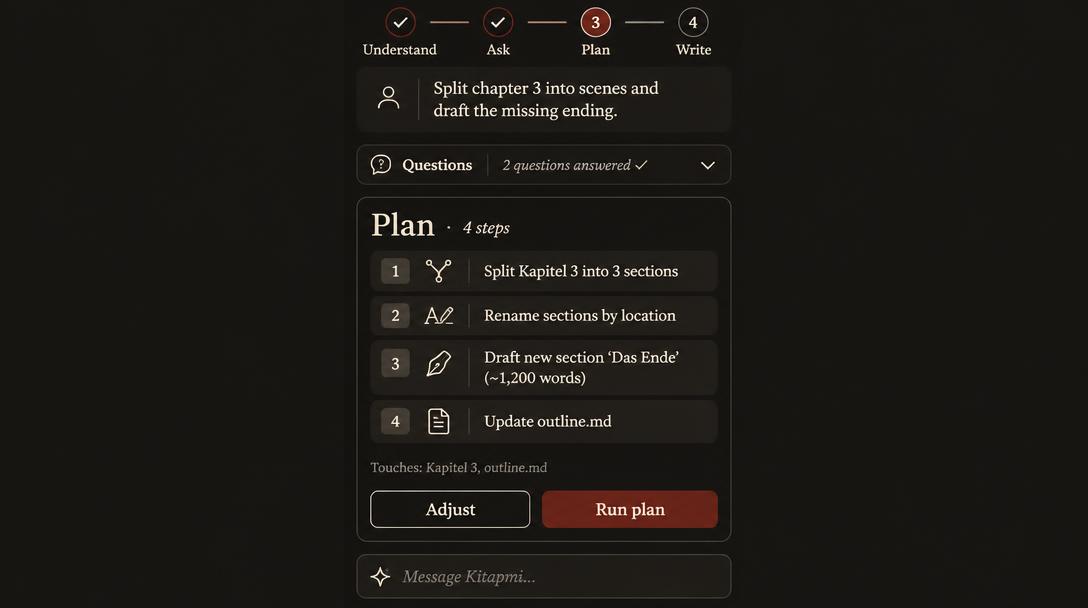 3
4
Understand
Ask
Plan
Write
Split chapter 3 into scenes and
draft the missing ending.
?
Questions
2 questions answered
Plan · 4 steps
1
Split Kapitel 3 into 3 sections
2
A
Rename sections by location
3
Draft new section ‘Das Ende’
(~1,200 words)
4
Update outline.md
Touches: Kapitel 3, outline.md
Adjust
Run plan
Message Kitapmi...